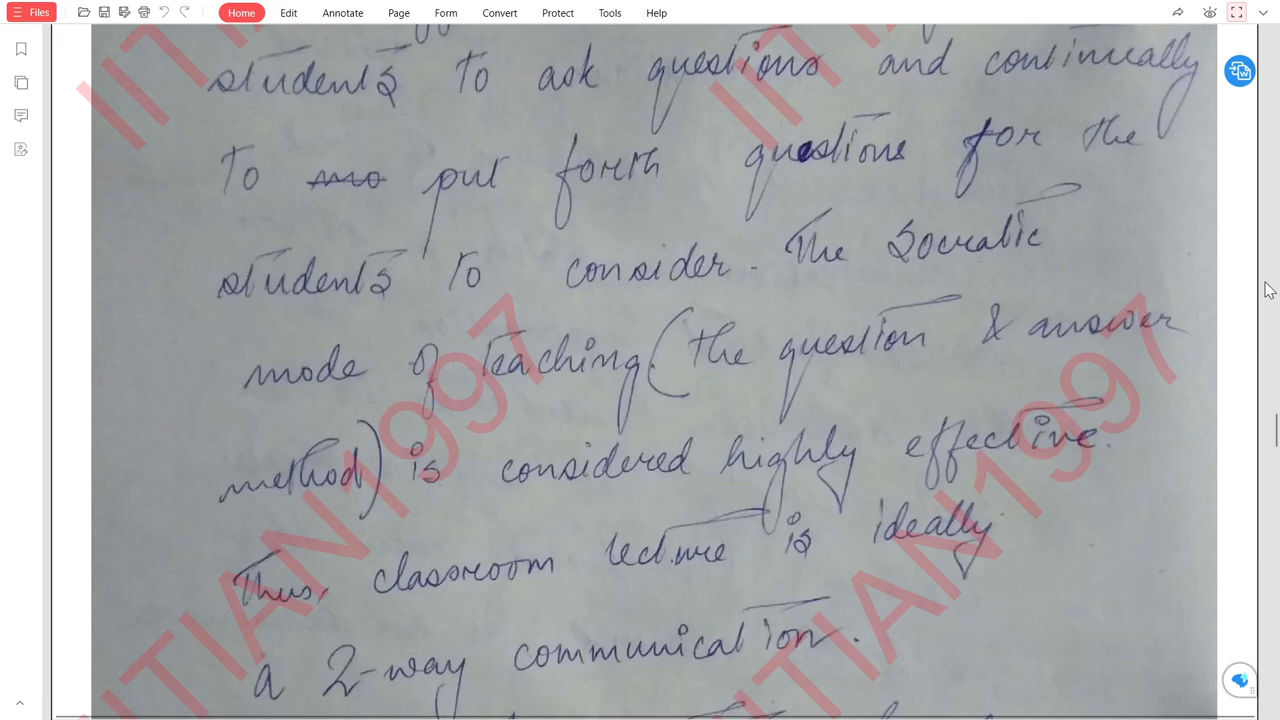 Files
Home
Edit
Annotate
Page
Form
Convert
Protect
Tools
Help
students to ask questions and continually
to put forth questions for the
students to consider. The Socratic
mode of teaching (the question & answer
method) is considered highly effective.
Thus, classroom lecture is ideally
a 2-way communication.
IITIAN1997
IITIAN1997